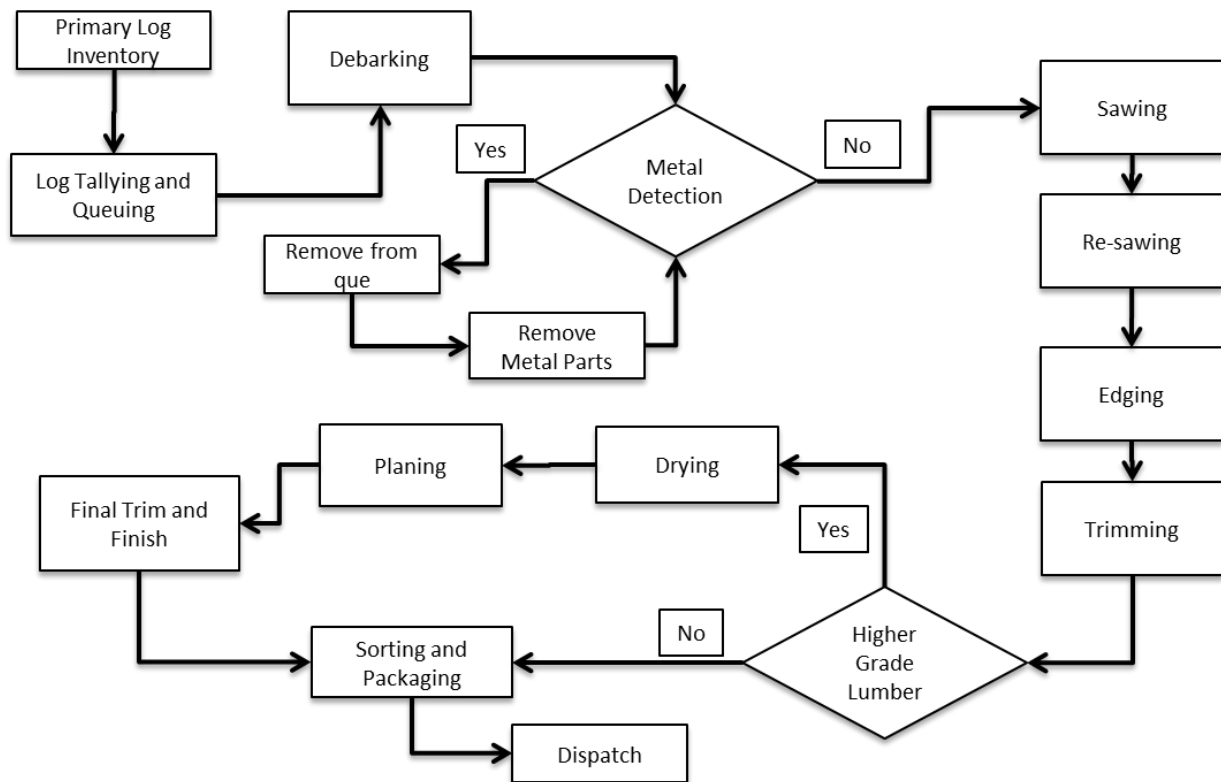 Primary Log
Inventory
Log Tallying and
Queuing
Debarking
Metal
Detection
Yes
No
Remove from
que
Remove
Metal Parts
Sawing
Re-sawing
Edging
Trimming
Higher
Grade
Lumber
Yes
No
Drying
Planing
Final Trim and
Finish
Sorting and
Packaging
Dispatch